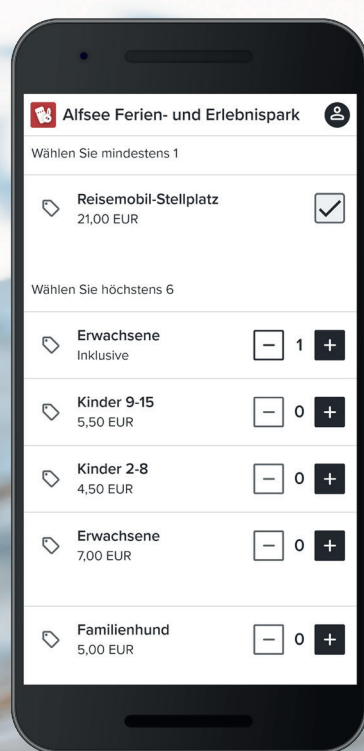 Alfsee Ferien- und Erlebnispark
Wählen Sie mindestens 1
Reisemobil-Stellplatz
21,00 EUR
Wählen Sie höchstens 6
Erwachsene
Inklusive
1
Kinder 9-15
5,50 EUR
0
Kinder 2-8
4,50 EUR
0
Erwachsene
7,00 EUR
0
Familienhund
5,00 EUR
0